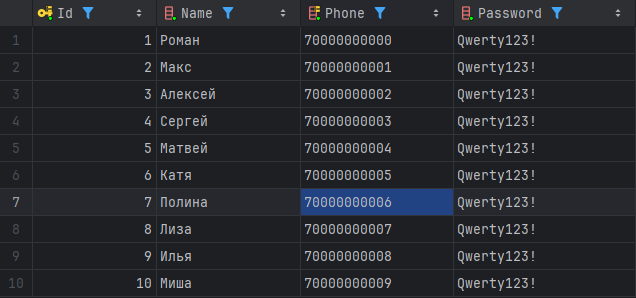 Id Name Phone Password
1 1 Роман 70000000000 Qwerty123!
2 2 Макс 70000000001 Qwerty123!
3 3 Алексей 70000000002 Qwerty123!
4 4 Сергей 70000000003 Qwerty123!
5 5 Матвей 70000000004 Qwerty123!
6 6 Катя 70000000005 Qwerty123!
7 7 Полина 70000000006 Qwerty123!
8 8 Лиза 70000000007 Qwerty123!
9 9 Илья 70000000008 Qwerty123!
10 10 Миша 70000000009 Qwerty123!